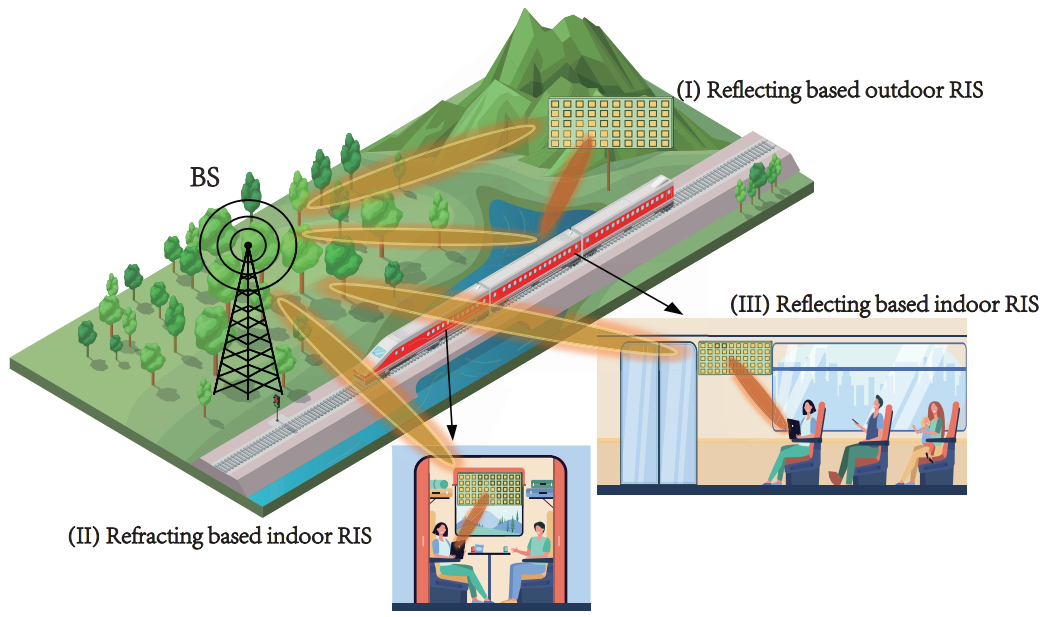 (I) Reflecting based outdoor RIS
BS
(III) Reflecting based indoor RIS
(II) Refracting based indoor RIS